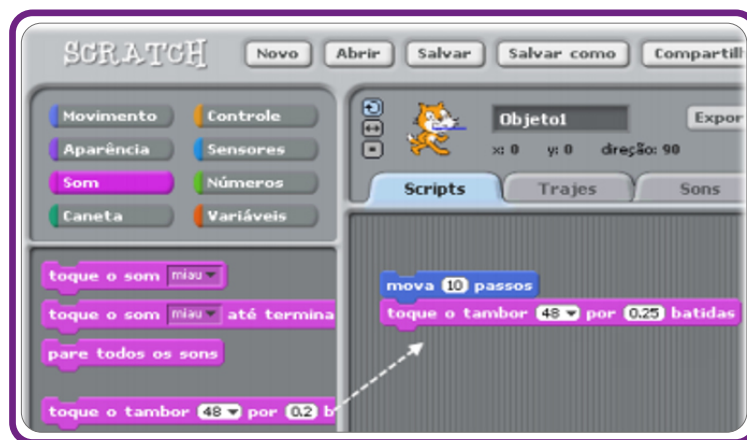 SCRATCH Novo Abrir Salvar Salvar como Compartill
Movimento Controle
Aparência Sensores
Som Números
Caneta Variáveis
Objeto1 Expor
x: 0 y: 0 direção: 90
Scripts Trajes Sons
toque o som miau
toque o som miau até termina
pare todos os sons
toque o tambor 48 por 0.2 b
mova 10 passos
toque o tambor 48 por 0.25 batidas